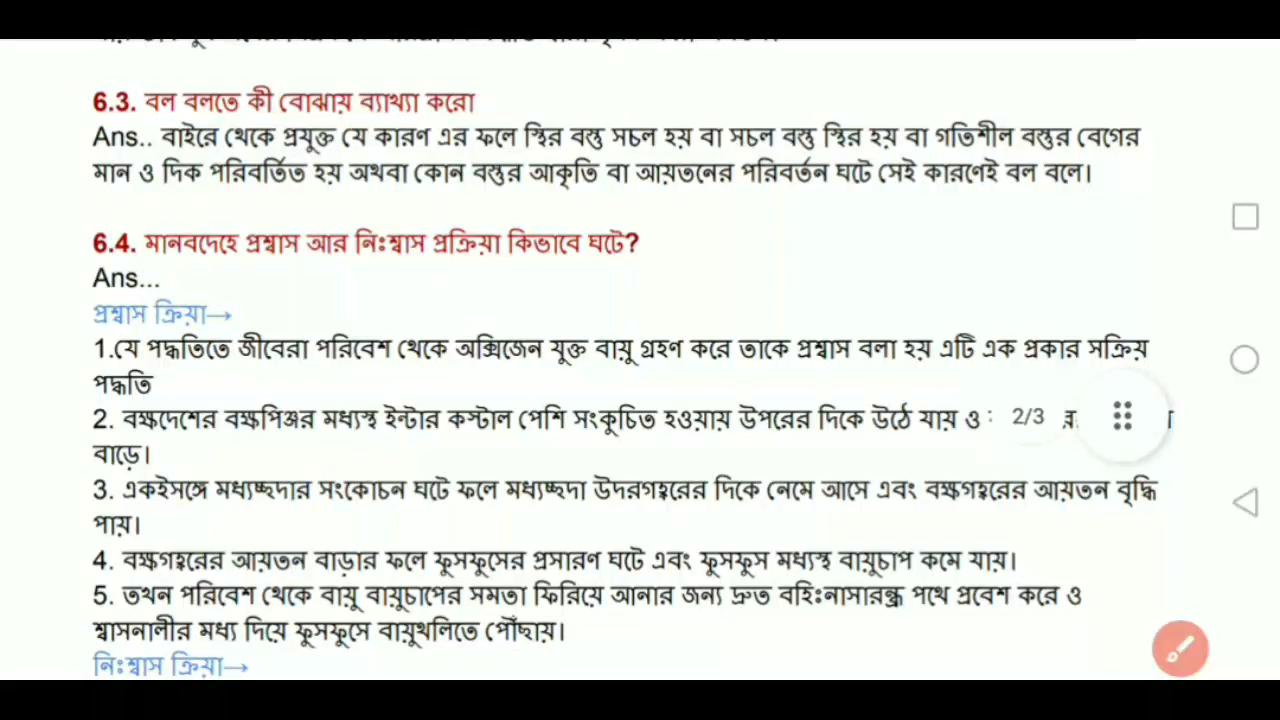 6.3. বল বলতে কী বোঝায় ব্যাখ্যা করো
Ans.. বাইরে থেকে প্রযুক্ত যে কারণ এর ফলে স্থির বস্তু সচল হয় বা সচল বস্তু স্থির হয় বা গতিশীল বস্তুর বেগের
মান ও দিক পরিবর্তিত হয় অথবা কোন বস্তুর আকৃতি বা আয়তনের পরিবর্তন ঘটে সেই কারণেই বল বলে।
6.4. মানবদেহে প্রশ্বাস আর নিঃশ্বাস প্রক্রিয়া কিভাবে ঘটে?
Ans...
প্রশ্বাস ক্রিয়া→
1.যে পদ্ধতিতে জীবেরা পরিবেশ থেকে অক্সিজেন যুক্ত বায়ু গ্রহণ করে তাকে প্রশ্বাস বলা হয় এটি এক প্রকার সক্রিয়
পদ্ধতি
2. বক্ষদেশের বক্ষপিঞ্জর মধ্যস্থ ইন্টার কস্টাল পেশি সংকুচিত হওয়ায় উপরের দিকে উঠে যায় ও 2/3
বাড়ে।
3. একইসঙ্গে মধ্যচ্ছদার সংকোচন ঘটে ফলে মধ্যচ্ছদা উদরগহ্বরের দিকে নেমে আসে এবং বক্ষগহ্বরের আয়তন বৃদ্ধি
পায়।
4. বক্ষগহ্বরের আয়তন বাড়ার ফলে ফুসফুসের প্রসারণ ঘটে এবং ফুসফুস মধ্যস্থ বায়ুচাপ কমে যায়।
5. তখন পরিবেশ থেকে বায়ু বায়ুচাপের সমতা ফিরিয়ে আনার জন্য দ্রুত বহিঃনাসারন্ধ্র পথে প্রবেশ করে ও
শ্বাসনালীর মধ্য দিয়ে ফুসফুসে বায়ুথলিতে পৌঁছায়।
নিঃশ্বাস ক্রিয়া→